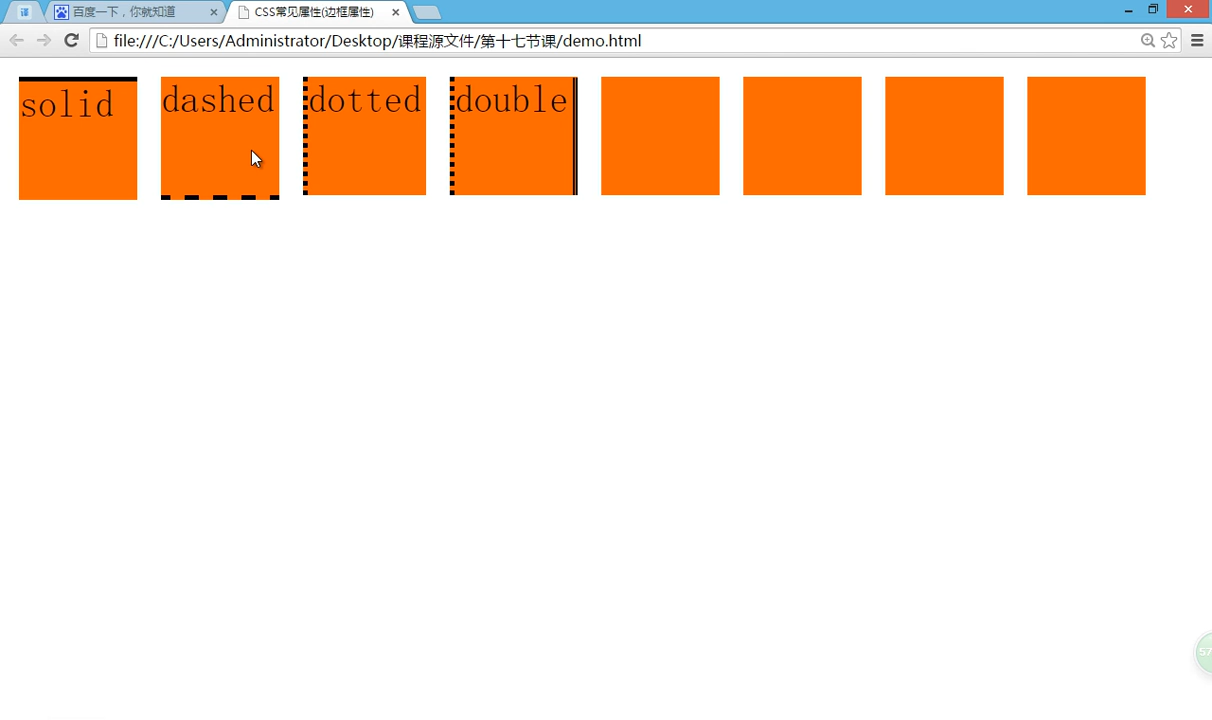 译 百度一下，你就知道 CSS常见属性(边框属性)
file:///C:/Users/Administrator/Desktop/课程源文件/第十七节课/demo.html
solid dashed dotted double
57